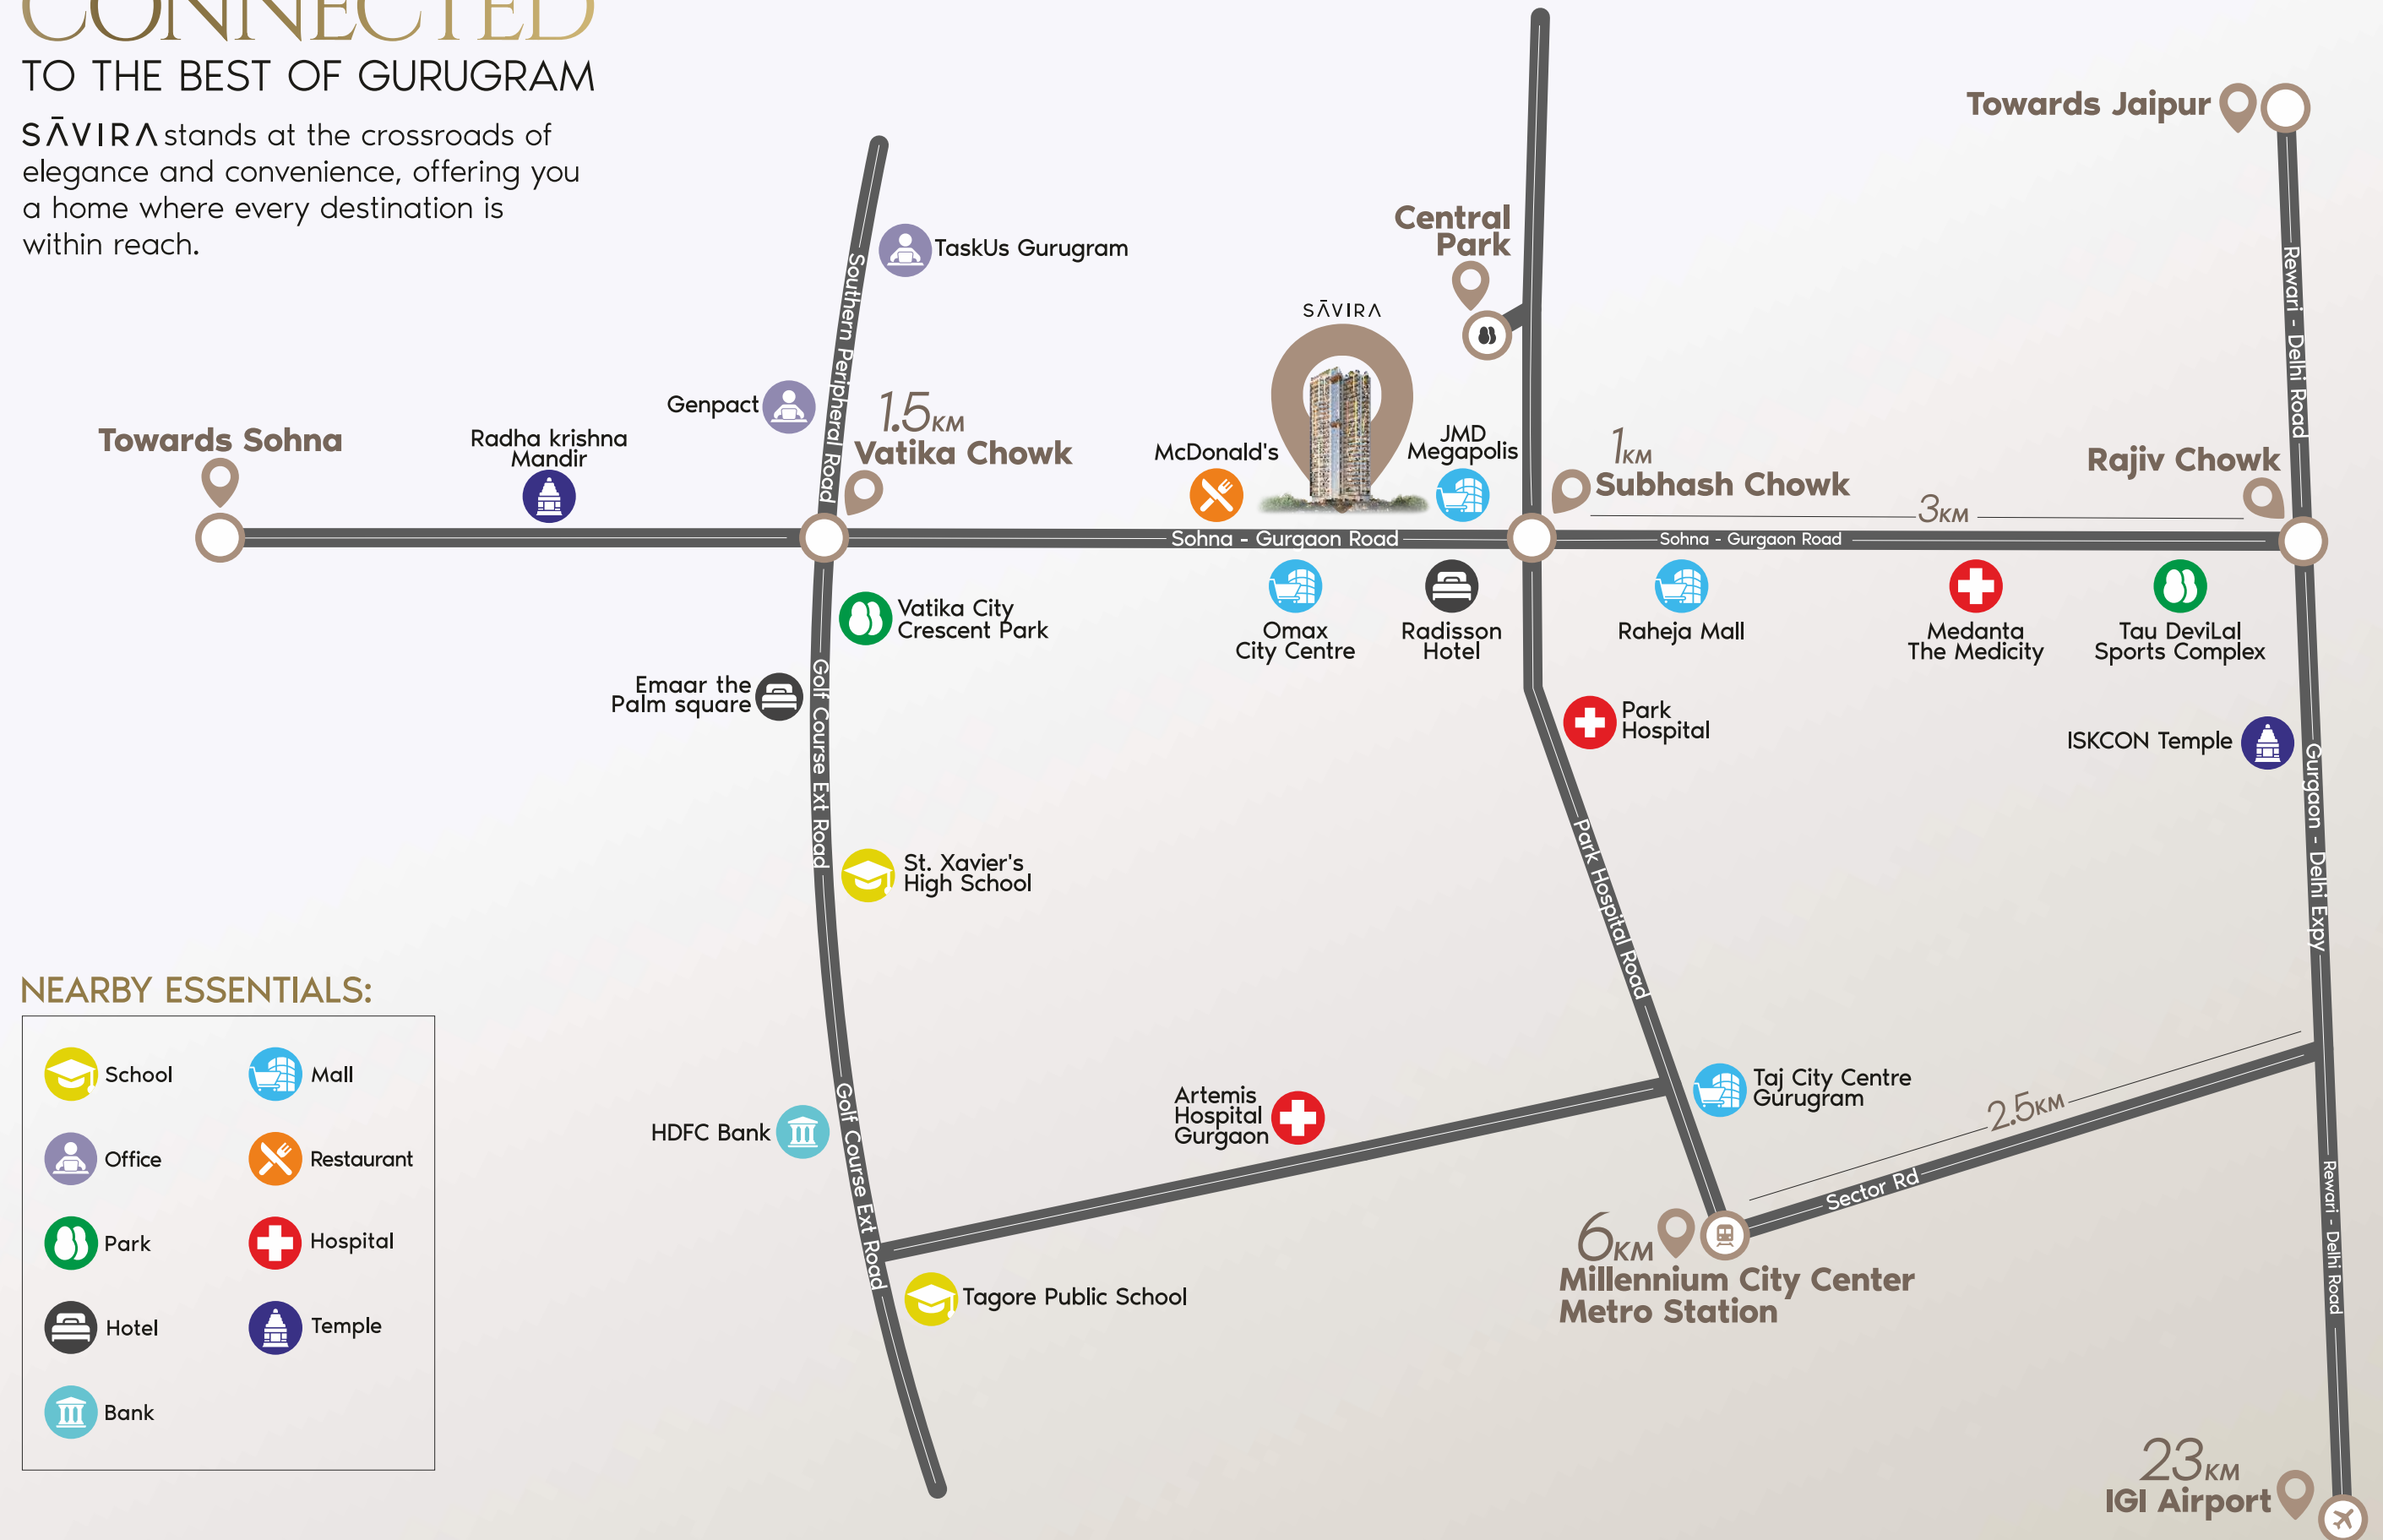 CONNECTED
TO THE BEST OF GURUGRAM
SĀVIRA stands at the crossroads of
elegance and convenience, offering you
a home where every destination is
within reach.
Towards Jaipur
Central
Park
TaskUs Gurugram
Southern Peripheral Road
Rewari - Delhi Road
SĀVIRA
Genpact
1.5KM
Vatika Chowk
Towards Sohna
Radha krishna
Mandir
McDonald's
JMD
Megapolis
1KM
Subhash Chowk
Rajiv Chowk
3KM
Sohna - Gurgaon Road
Sohna - Gurgaon Road
Vatika City
Crescent Park
Omax
City Centre
Radisson
Hotel
Raheja Mall
Medanta
The Medicity
Tau DeviLal
Sports Complex
Emaar the
Palm square
Golf Course Ext Road
Park
Hospital
ISKCON Temple
Gurgaon - Delhi Expy
Park Hospital Road
St. Xavier's
High School
NEARBY ESSENTIALS:
School
Mall
Office
Restaurant
Park
Hospital
Hotel
Temple
Bank
HDFC Bank
Golf Course Ext Road
Artemis
Hospital
Gurgaon
Taj City Centre
Gurugram
2.5KM
Sector Rd
Rewari - Delhi Road
6KM
Millennium City Center
Metro Station
Tagore Public School
23KM
IGI Airport